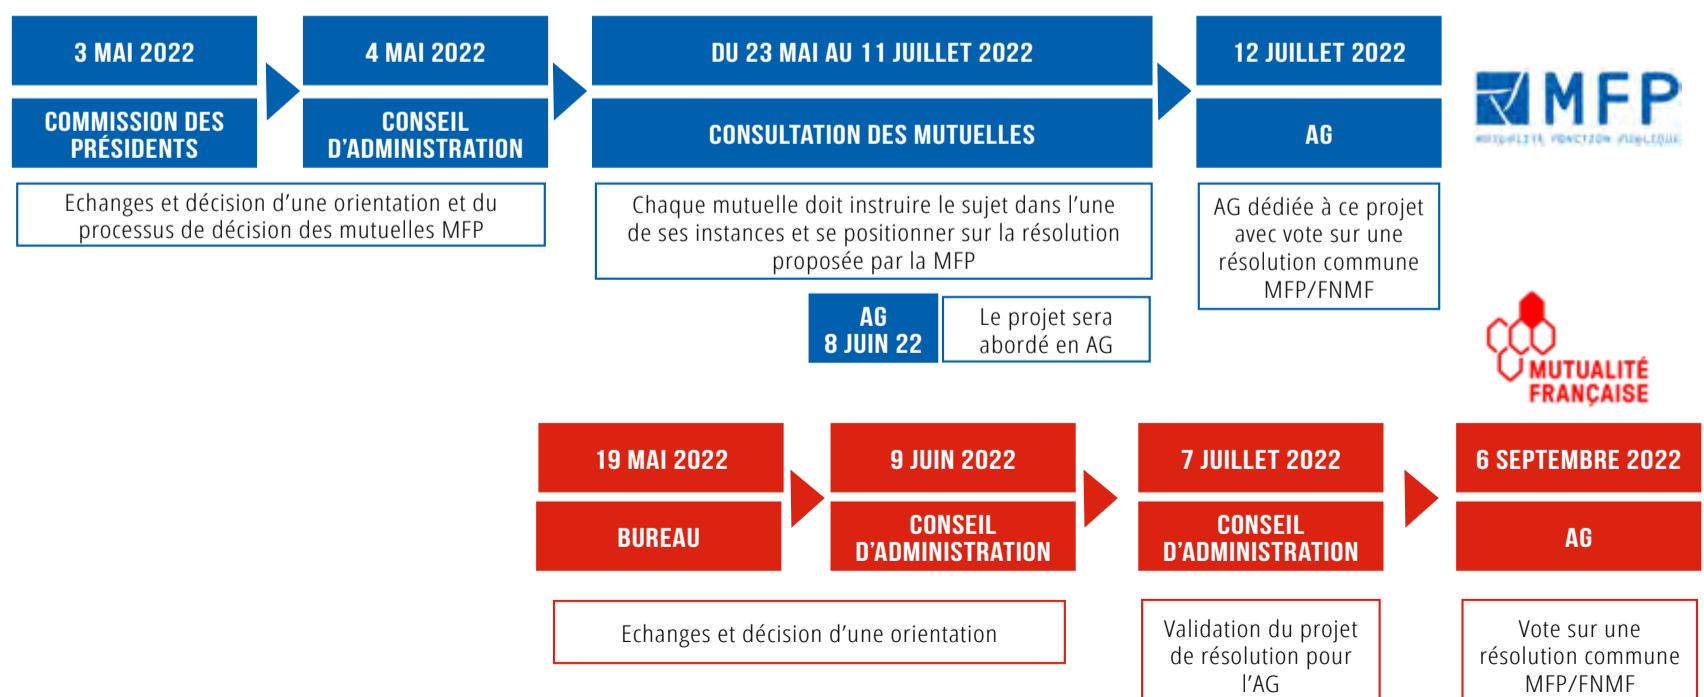 3 MAI 2022
COMMISSION DES
PRÉSIDENTS
4 MAI 2022
CONSEIL
D’ADMINISTRATION
Echanges et décision d’une orientation et du
processus de décision des mutuelles MFP
DU 23 MAI AU 11 JUILLET 2022
CONSULTATION DES MUTUELLES
Chaque mutuelle doit instruire le sujet dans l’une
de ses instances et se positionner sur la résolution
proposée par la MFP
AG
8 JUIN 22
Le projet sera
abordé en AG
12 JUILLET 2022
AG
AG dédiée à ce projet
avec vote sur une
résolution commune
MFP/FNMF
MFP
MUTUALITÉ FONCTION PUBLIQUE
MUTUALITÉ
FRANÇAISE
19 MAI 2022
BUREAU
9 JUIN 2022
CONSEIL
D’ADMINISTRATION
Echanges et décision d’une orientation
7 JUILLET 2022
CONSEIL
D’ADMINISTRATION
Validation du projet
de résolution pour
l’AG
6 SEPTEMBRE 2022
AG
Vote sur une
résolution commune
MFP/FNMF